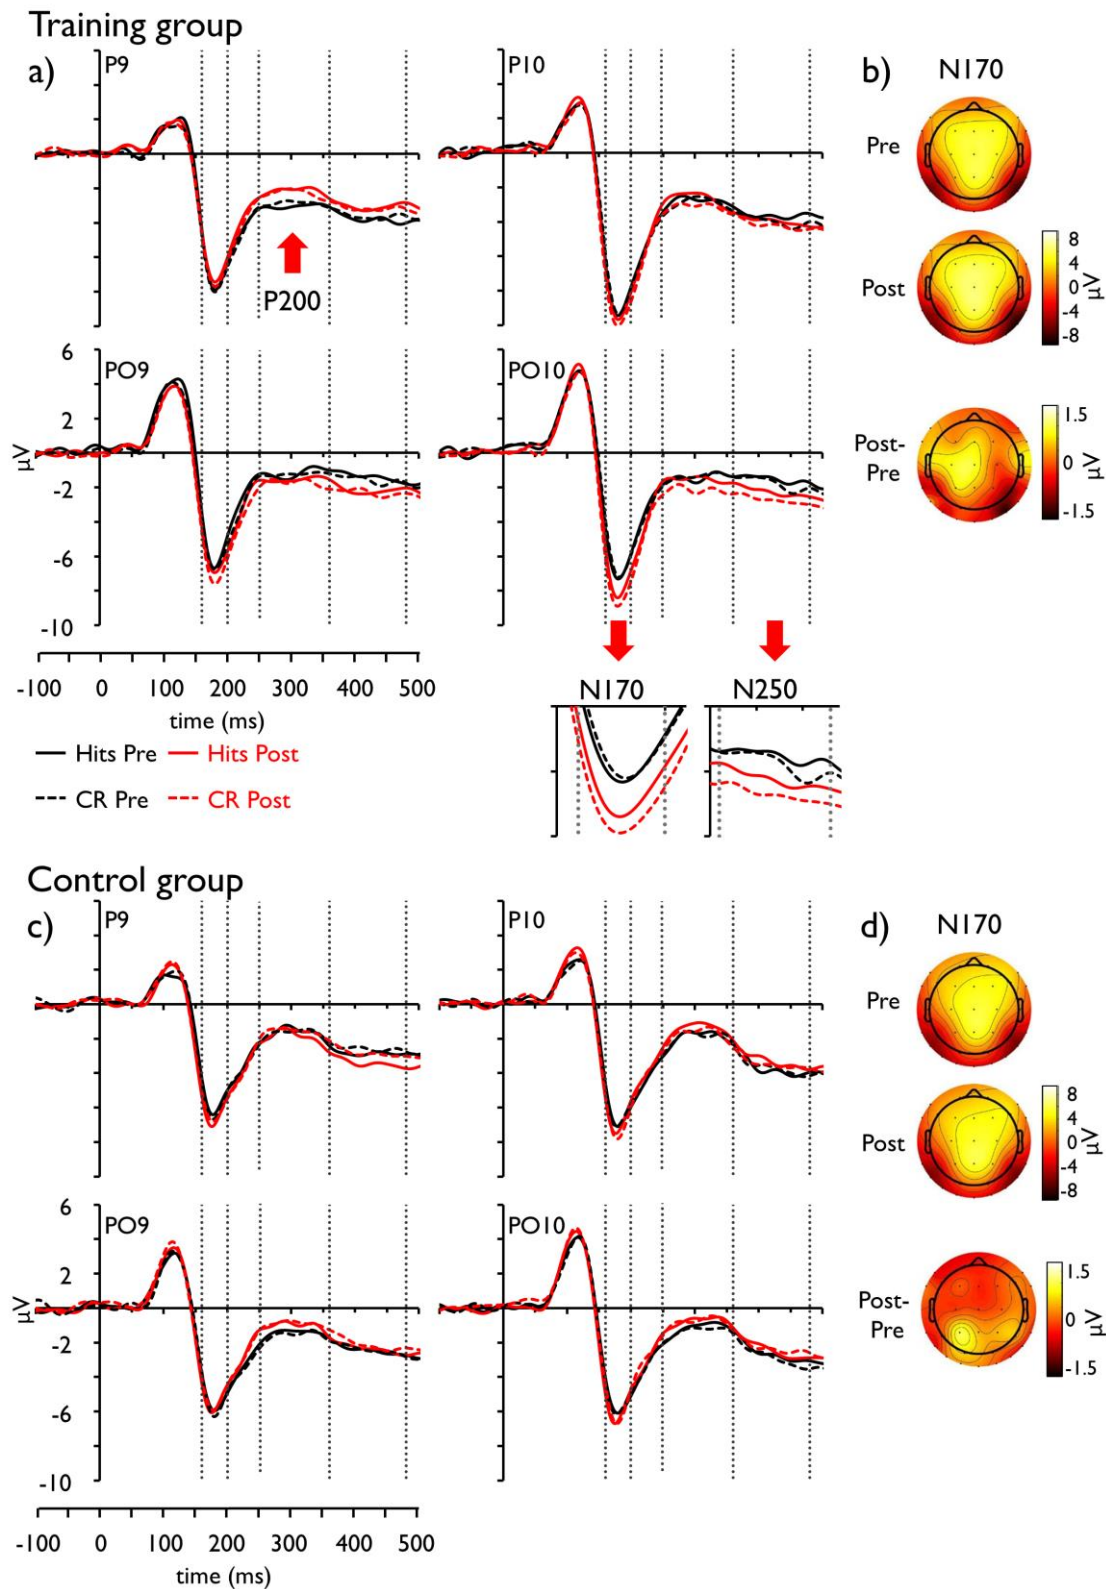 Training group
a)
P9
P10
b)
N170
Pre
P200
Post
8
4
0
-4
-8
µV
PO9
PO10
6
2
-2
-6
-10
µV
Post-
Pre
1.5
0
-1.5
µV
-100 0 100 200 300 400 500
time (ms)
N170
N250
Hits Pre
Hits Post
CR Pre
CR Post
Control group
c)
P9
P10
d)
N170
Pre
Post
8
4
0
-4
-8
µV
PO9
PO10
6
2
-2
-6
-10
µV
Post-
Pre
1.5
0
-1.5
µV
-100 0 100 200 300 400 500
time (ms)